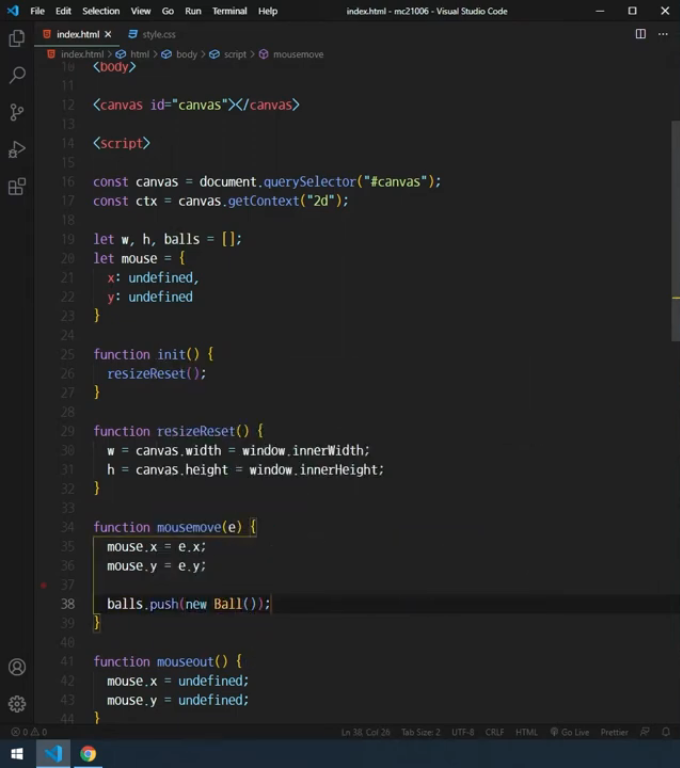 File Edit Selection View Go Run Terminal Help index.html - mc21006 - Visual Studio Code
index.html style.css
index.html > html > body > script > mousemove
10 <body>
11
12 <canvas id="canvas"></canvas>
13
14 <script>
15
16 const canvas = document.querySelector("#canvas");
17 const ctx = canvas.getContext("2d");
18
19 let w, h, balls = [];
20 let mouse = {
21 x: undefined,
22 y: undefined
23 }
24
25 function init() {
26 resizeReset();
27 }
28
29 function resizeReset() {
30 w = canvas.width = window.innerWidth;
31 h = canvas.height = window.innerHeight;
32 }
33
34 function mousemove(e) {
35 mouse.x = e.x;
36 mouse.y = e.y;
37
38 balls.push(new Ball());
39 }
40
41 function mouseout() {
42 mouse.x = undefined;
43 mouse.y = undefined;
44 }
0 0 Ln 38, Col 26 Tab Size: 2 UTF-8 CRLF HTML Go Live Prettier